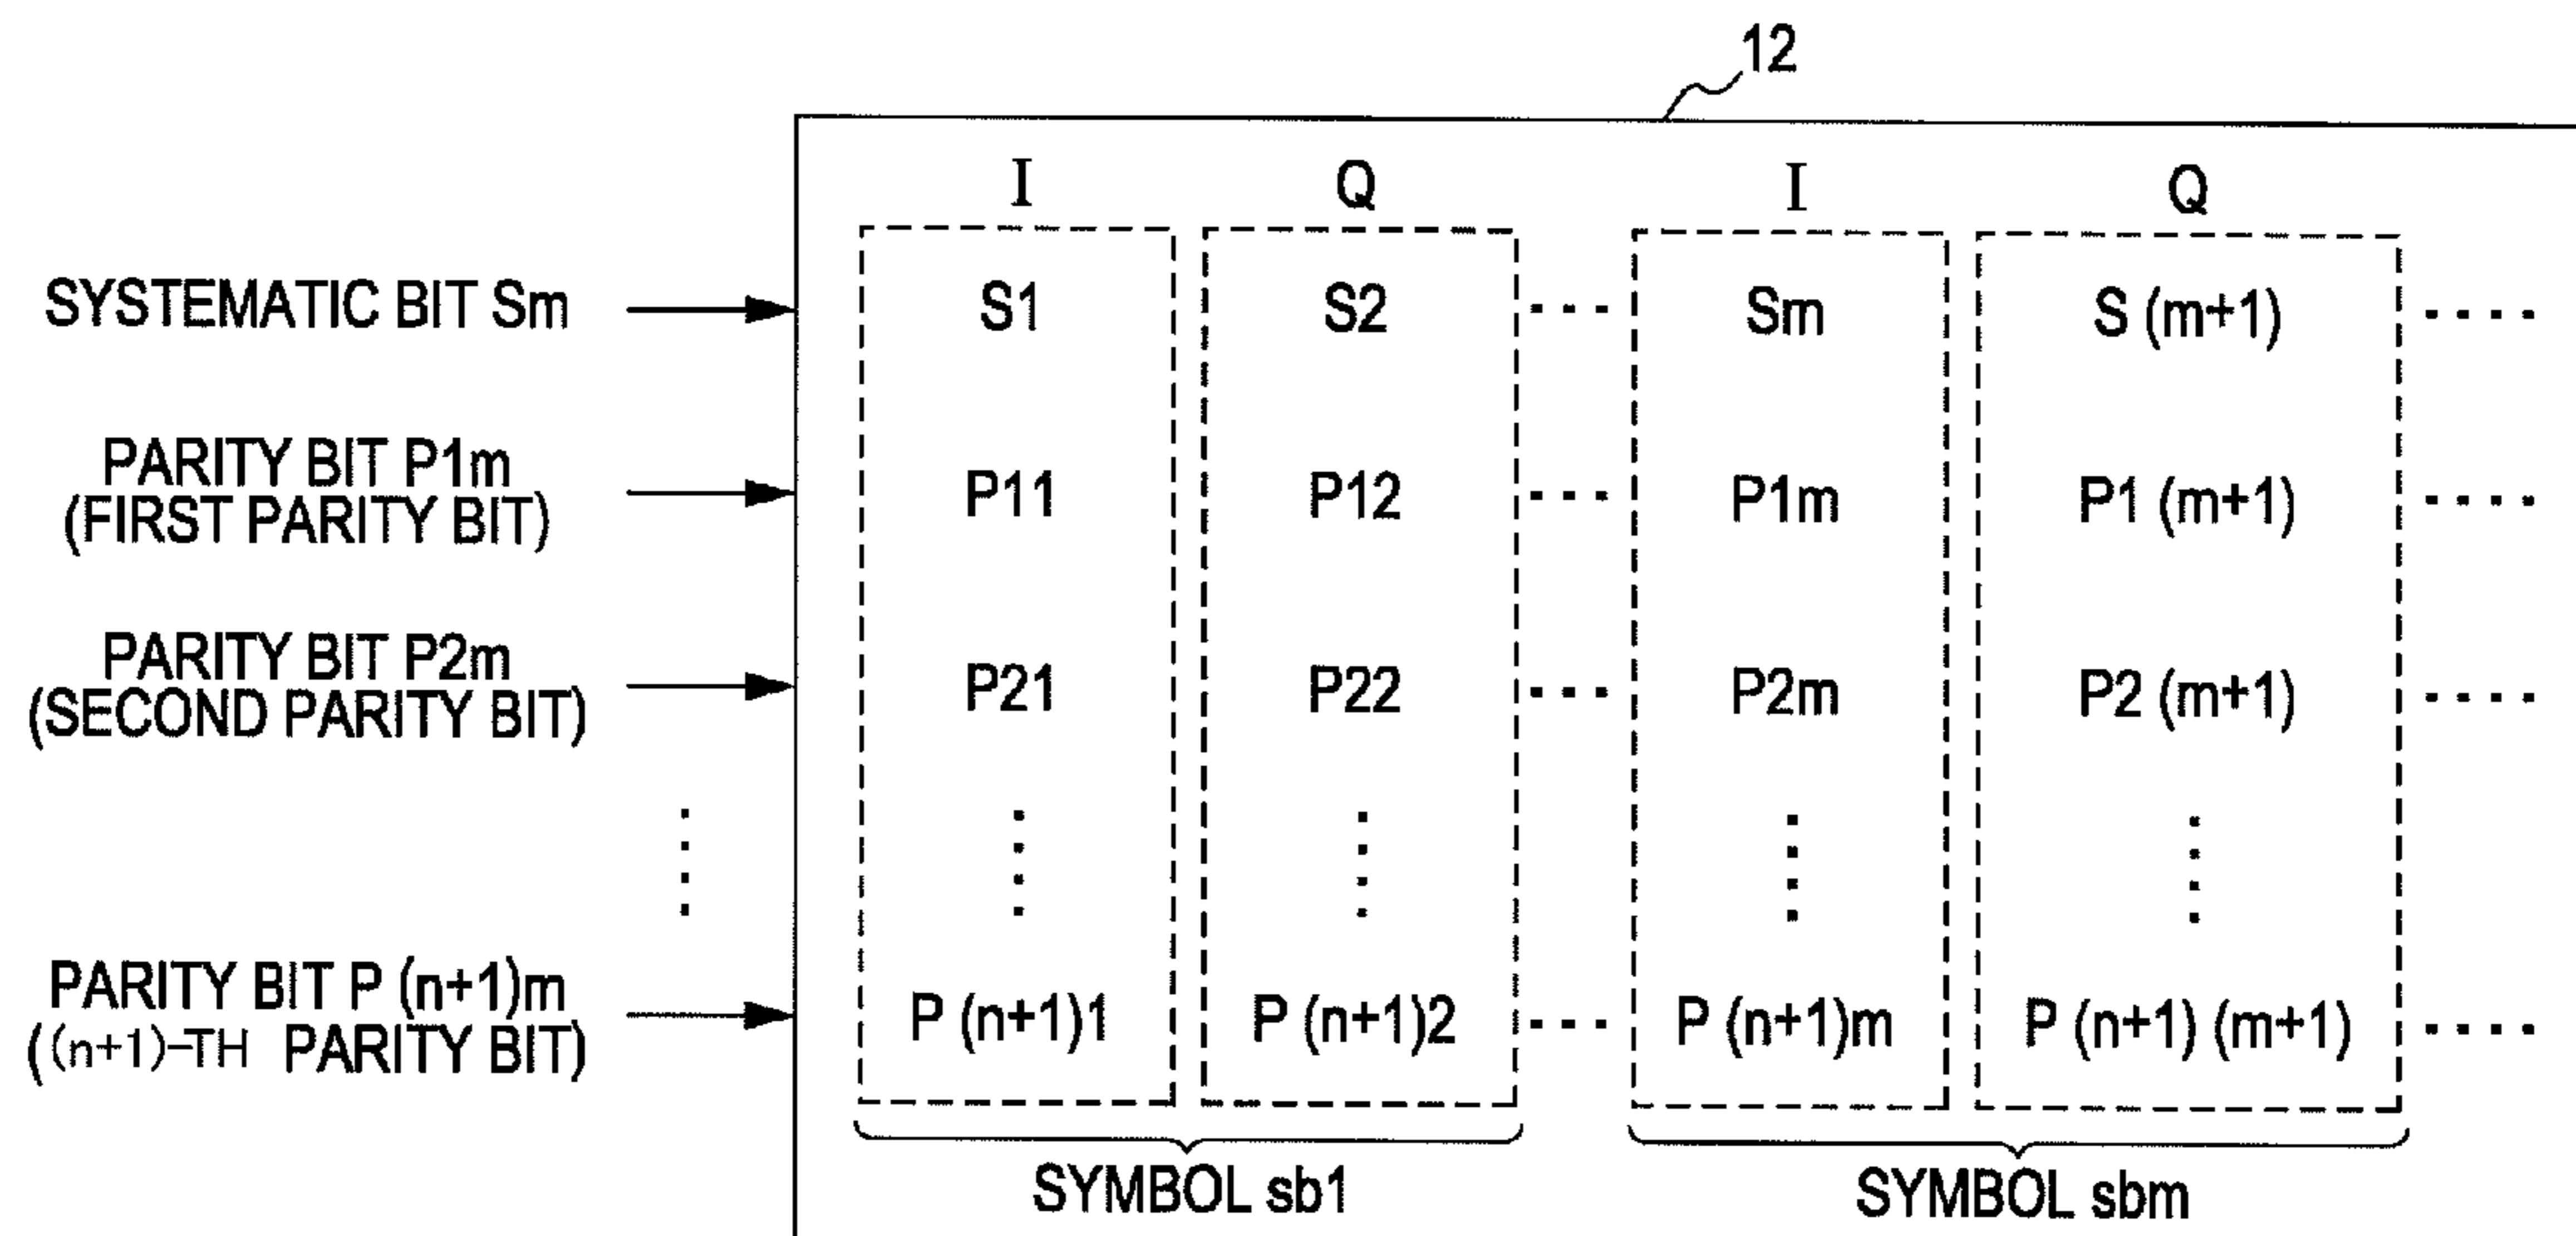 12
I Q I Q
SYSTEMATIC BIT Sm S1 S2 Sm S (m+1)
PARITY BIT P1m
(FIRST PARITY BIT) P11 P12 P1m P1 (m+1)
PARITY BIT P2m
(SECOND PARITY BIT) P21 P22 P2m P2 (m+1)
PARITY BIT P (n+1)m
((n+1)-TH PARITY BIT) P (n+1)1 P (n+1)2 P (n+1)m P (n+1) (m+1)
SYMBOL sb1 SYMBOL sbm